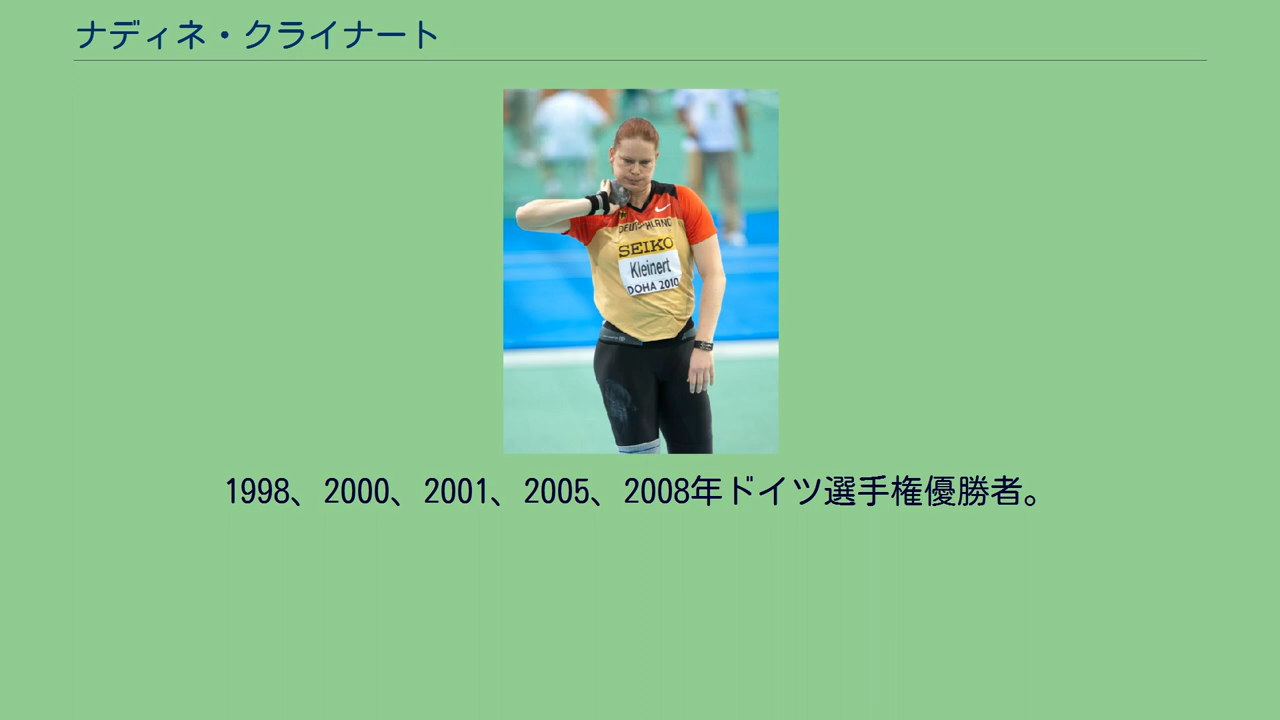 ナディネ・クライナート
DEUTSCHLAND
SEIKO
Kleinert
DOHA 2010
1998、2000、2001、2005、2008年ドイツ選手権優勝者。